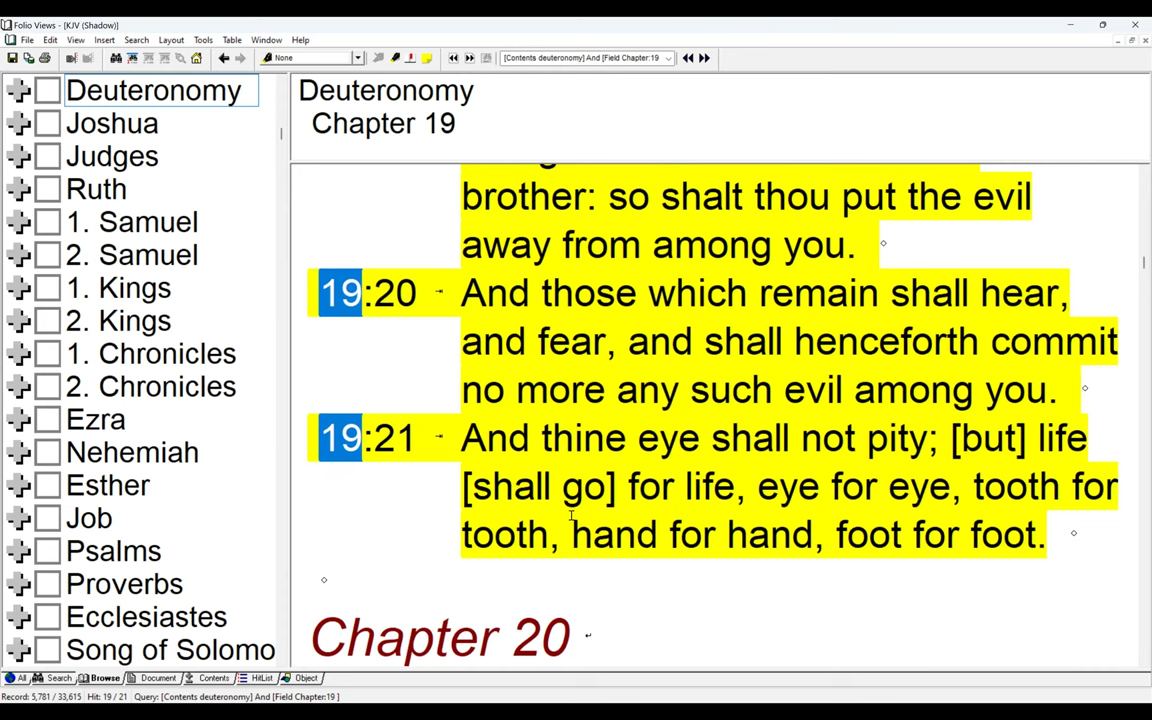 Folio Views - [KJV (Shadow)]
File Edit View Insert Search Layout Tools Table Window Help
None
[Contents deuteronomy] And [Field Chapter:19
Deuteronomy
Joshua
Judges
Ruth
1. Samuel
2. Samuel
1. Kings
2. Kings
1. Chronicles
2. Chronicles
Ezra
Nehemiah
Esther
Job
Psalms
Proverbs
Ecclesiastes
Song of Solomo
Deuteronomy
Chapter 19
brother: so shalt thou put the evil
away from among you.
19:20 And those which remain shall hear,
and fear, and shall henceforth commit
no more any such evil among you.
19:21 And thine eye shall not pity; [but] life
[shall go] for life, eye for eye, tooth for
tooth, hand for hand, foot for foot.
Chapter 20
All Search Browse Document Contents HitList Object
Record: 5,781 / 33,615 Hit: 19 / 21 Query: [Contents deuteronomy] And [Field Chapter:19 ]